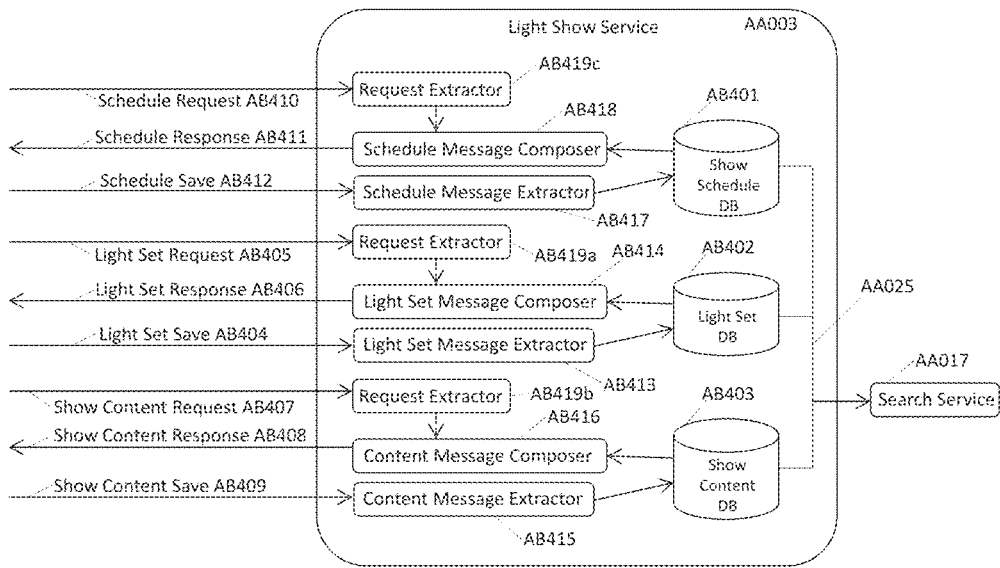 Light Show Service
AA003
AB419c
Request Extractor
Schedule Request AB410
AB418
AB401
Schedule Response AB411
Schedule Message Composer
Show
Schedule
DB
Schedule Save AB412
Schedule Message Extractor
AB417
Request Extractor
Light Set Request AB405
AB419a
AB414
AB402
Light Set Response AB406
Light Set Message Composer
Light Set
DB
AA025
Light Set Save AB404
Light Set Message Extractor
AB413
AA017
Request Extractor
AB419b
Show Content Request AB407
AB416
AB403
Search Service
Show Content Response AB408
Content Message Composer
Show
Content
DB
Show Content Save AB409
Content Message Extractor
AB415